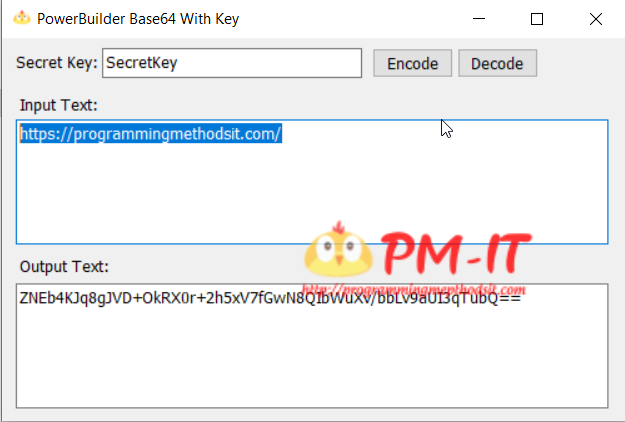 PowerBuilder Base64 With Key
Secret Key: SecretKey Encode Decode
Input Text:
https://programmingmethodsit.com/
PM-IT
Output Text:
http://programmingmepthodsit.com
ZNEb4KJq8gJVD+OkRX0r+2h5xV7fGwN8QIbWuXv/bbLv9aUI3qTubQ==